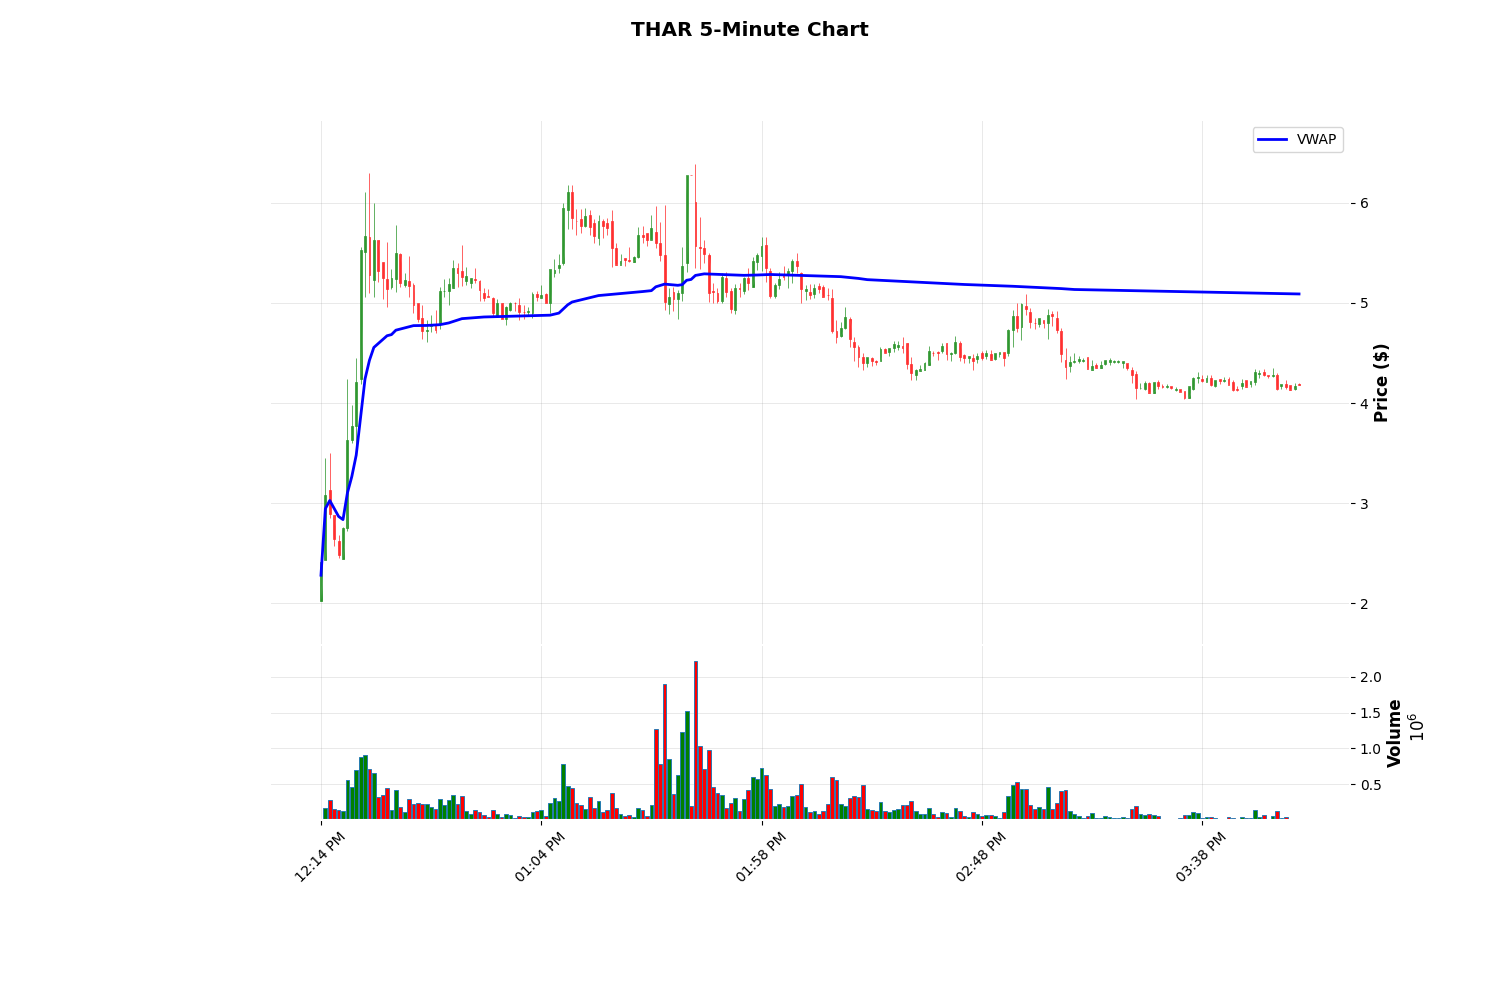 THAR 5-Minute Chart
VWAP
6
5
4
3
2
Price ($)
2.0
1.5
1.0
0.5
Volume
10^6
12:14 PM
01:04 PM
01:58 PM
02:48 PM
03:38 PM